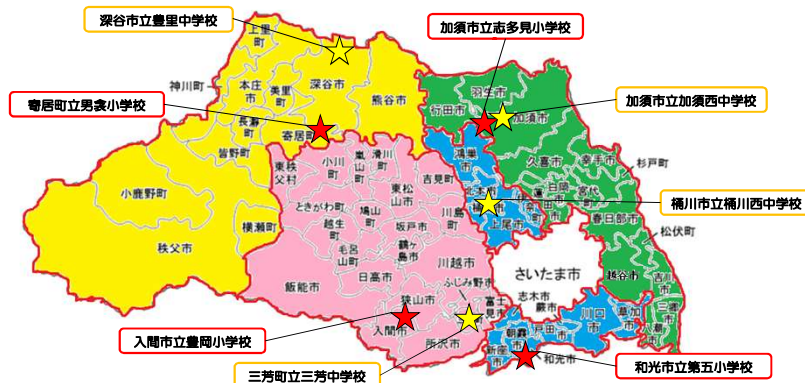 深谷市立豊里中学校
加須市立志多見小学校
寄居町立男衾小学校
加須市立加須西中学校
桶川市立桶川西中学校
入間市立豊岡小学校
三芳町立三芳中学校
和光市立第五小学校
上里町
神川町
本庄市
美里町
深谷市
熊谷市
長瀞町
寄居町
皆野町
小鹿野町
秩父市
横瀬町
東秩父村
小川町
嵐山町
滑川町
吉見町
東松山市
ときがわ町
鳩山町
川島町
越生町
坂戸市
毛呂山町
鶴ヶ島市
日高市
川越市
飯能市
狭山市
ふじみ野市
富士見市
入間市
所沢市
羽生市
行田市
加須市
鴻巣市
久喜市
幸手市
杉戸町
北本市
桶川市
上尾市
白岡市
宮代町
蓮田市
春日部市
松伏町
さいたま市
越谷市
吉川市
三郷市
八潮市
草加市
川口市
蕨市
戸田市
志木市
朝霞市
新座市
和光市